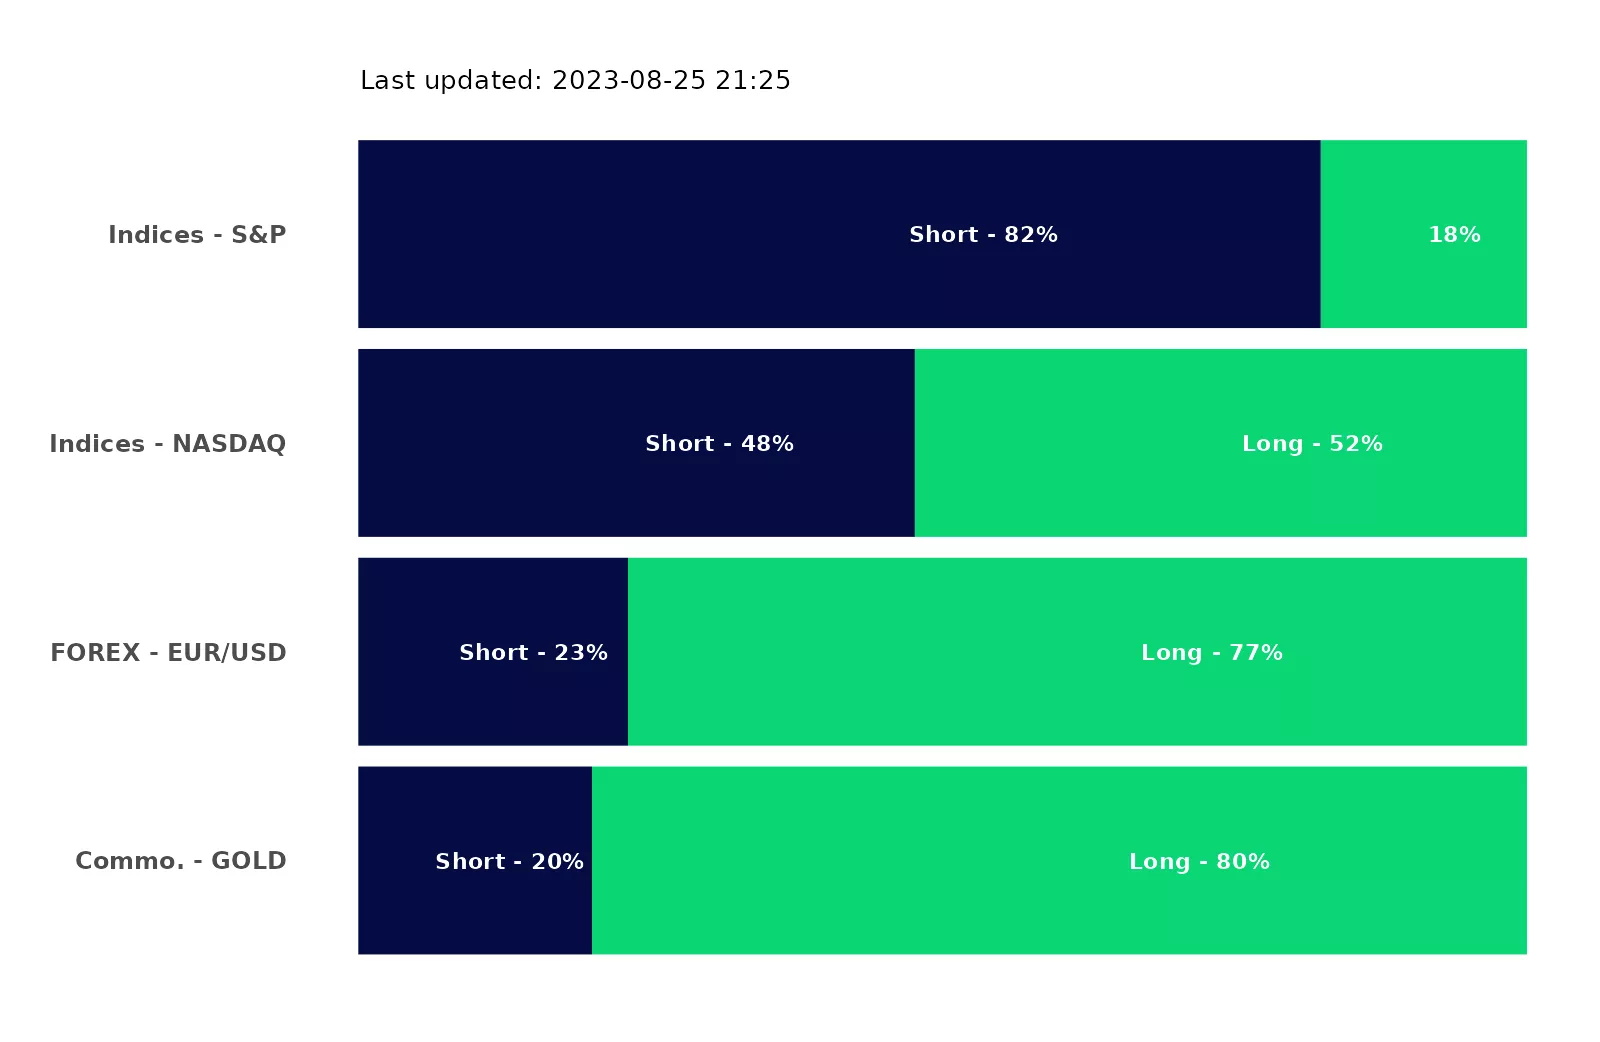 Last updated: 2023-08-25 21:25
Indices - S&P
Short - 82%
18%
Indices - NASDAQ
Short - 48%
Long - 52%
FOREX - EUR/USD
Short - 23%
Long - 77%
Commo. - GOLD
Short - 20%
Long - 80%